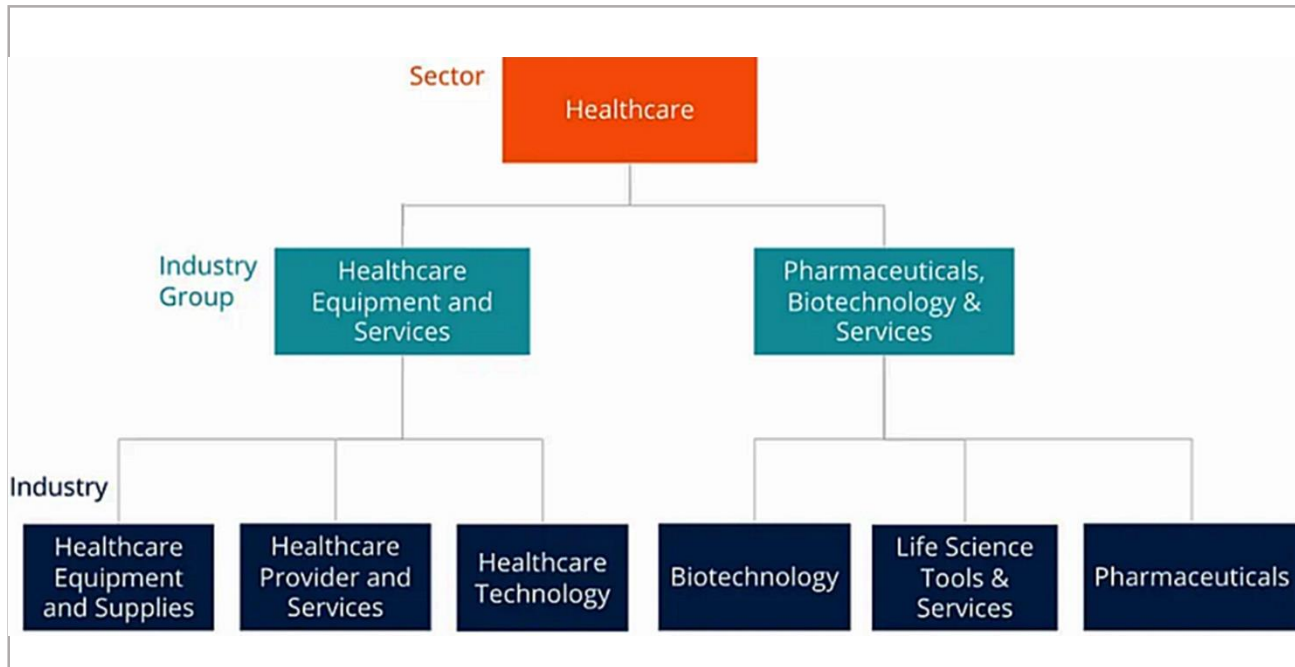 Sector
Healthcare
Industry
Group
Healthcare
Equipment and
Services
Pharmaceuticals,
Biotechnology &
Services
Industry
Healthcare
Equipment
and Supplies
Healthcare
Provider and
Services
Healthcare
Technology
Biotechnology
Life Science
Tools &
Services
Pharmaceuticals